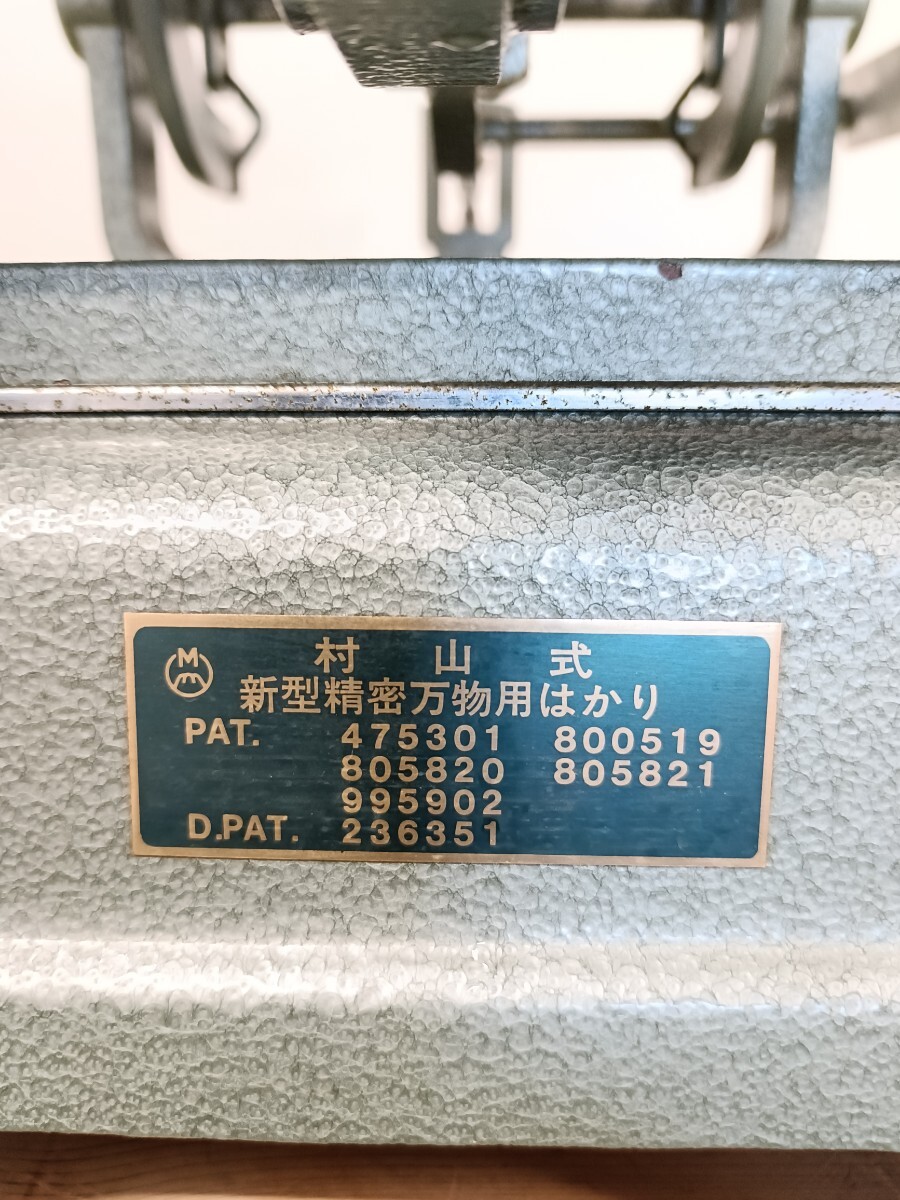 村山式
新型精密万物用はかり
PAT. 475301 800519
805820 805821
995902
D.PAT. 236351